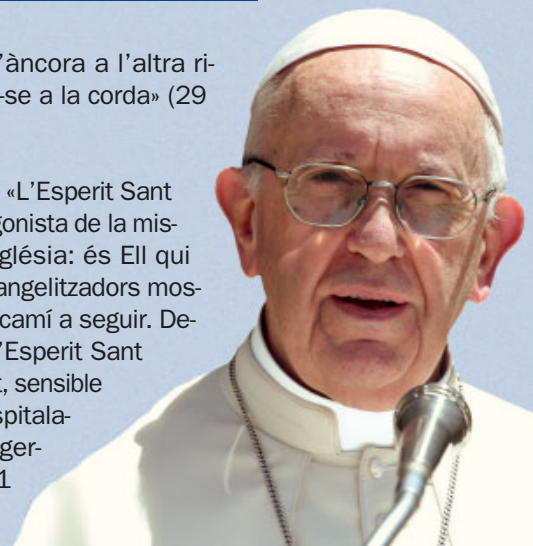 ’àncora a l’altra ri-
-se a la corda» (29
«L’Esperit Sant
gonista de la mis-
glésia: és Ell qui
angelitzadors mos-
camí a seguir. De-
’Esperit Sant
t, sensible
spitala-
ger-
1